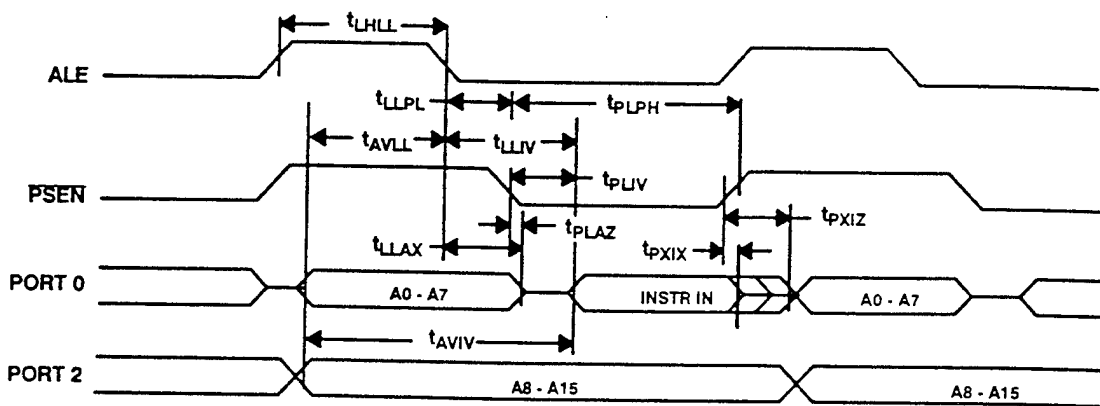 tLHLL
ALE
tLLPL
tPLPH
tAVLL
tLLIV
PSEN
tPLIV
tPLAZ
tPXIZ
tLLAX
tPXIX
PORT 0
A0 - A7
INSTR IN
A0 - A7
tAVIV
PORT 2
A8 - A15
A8 - A15